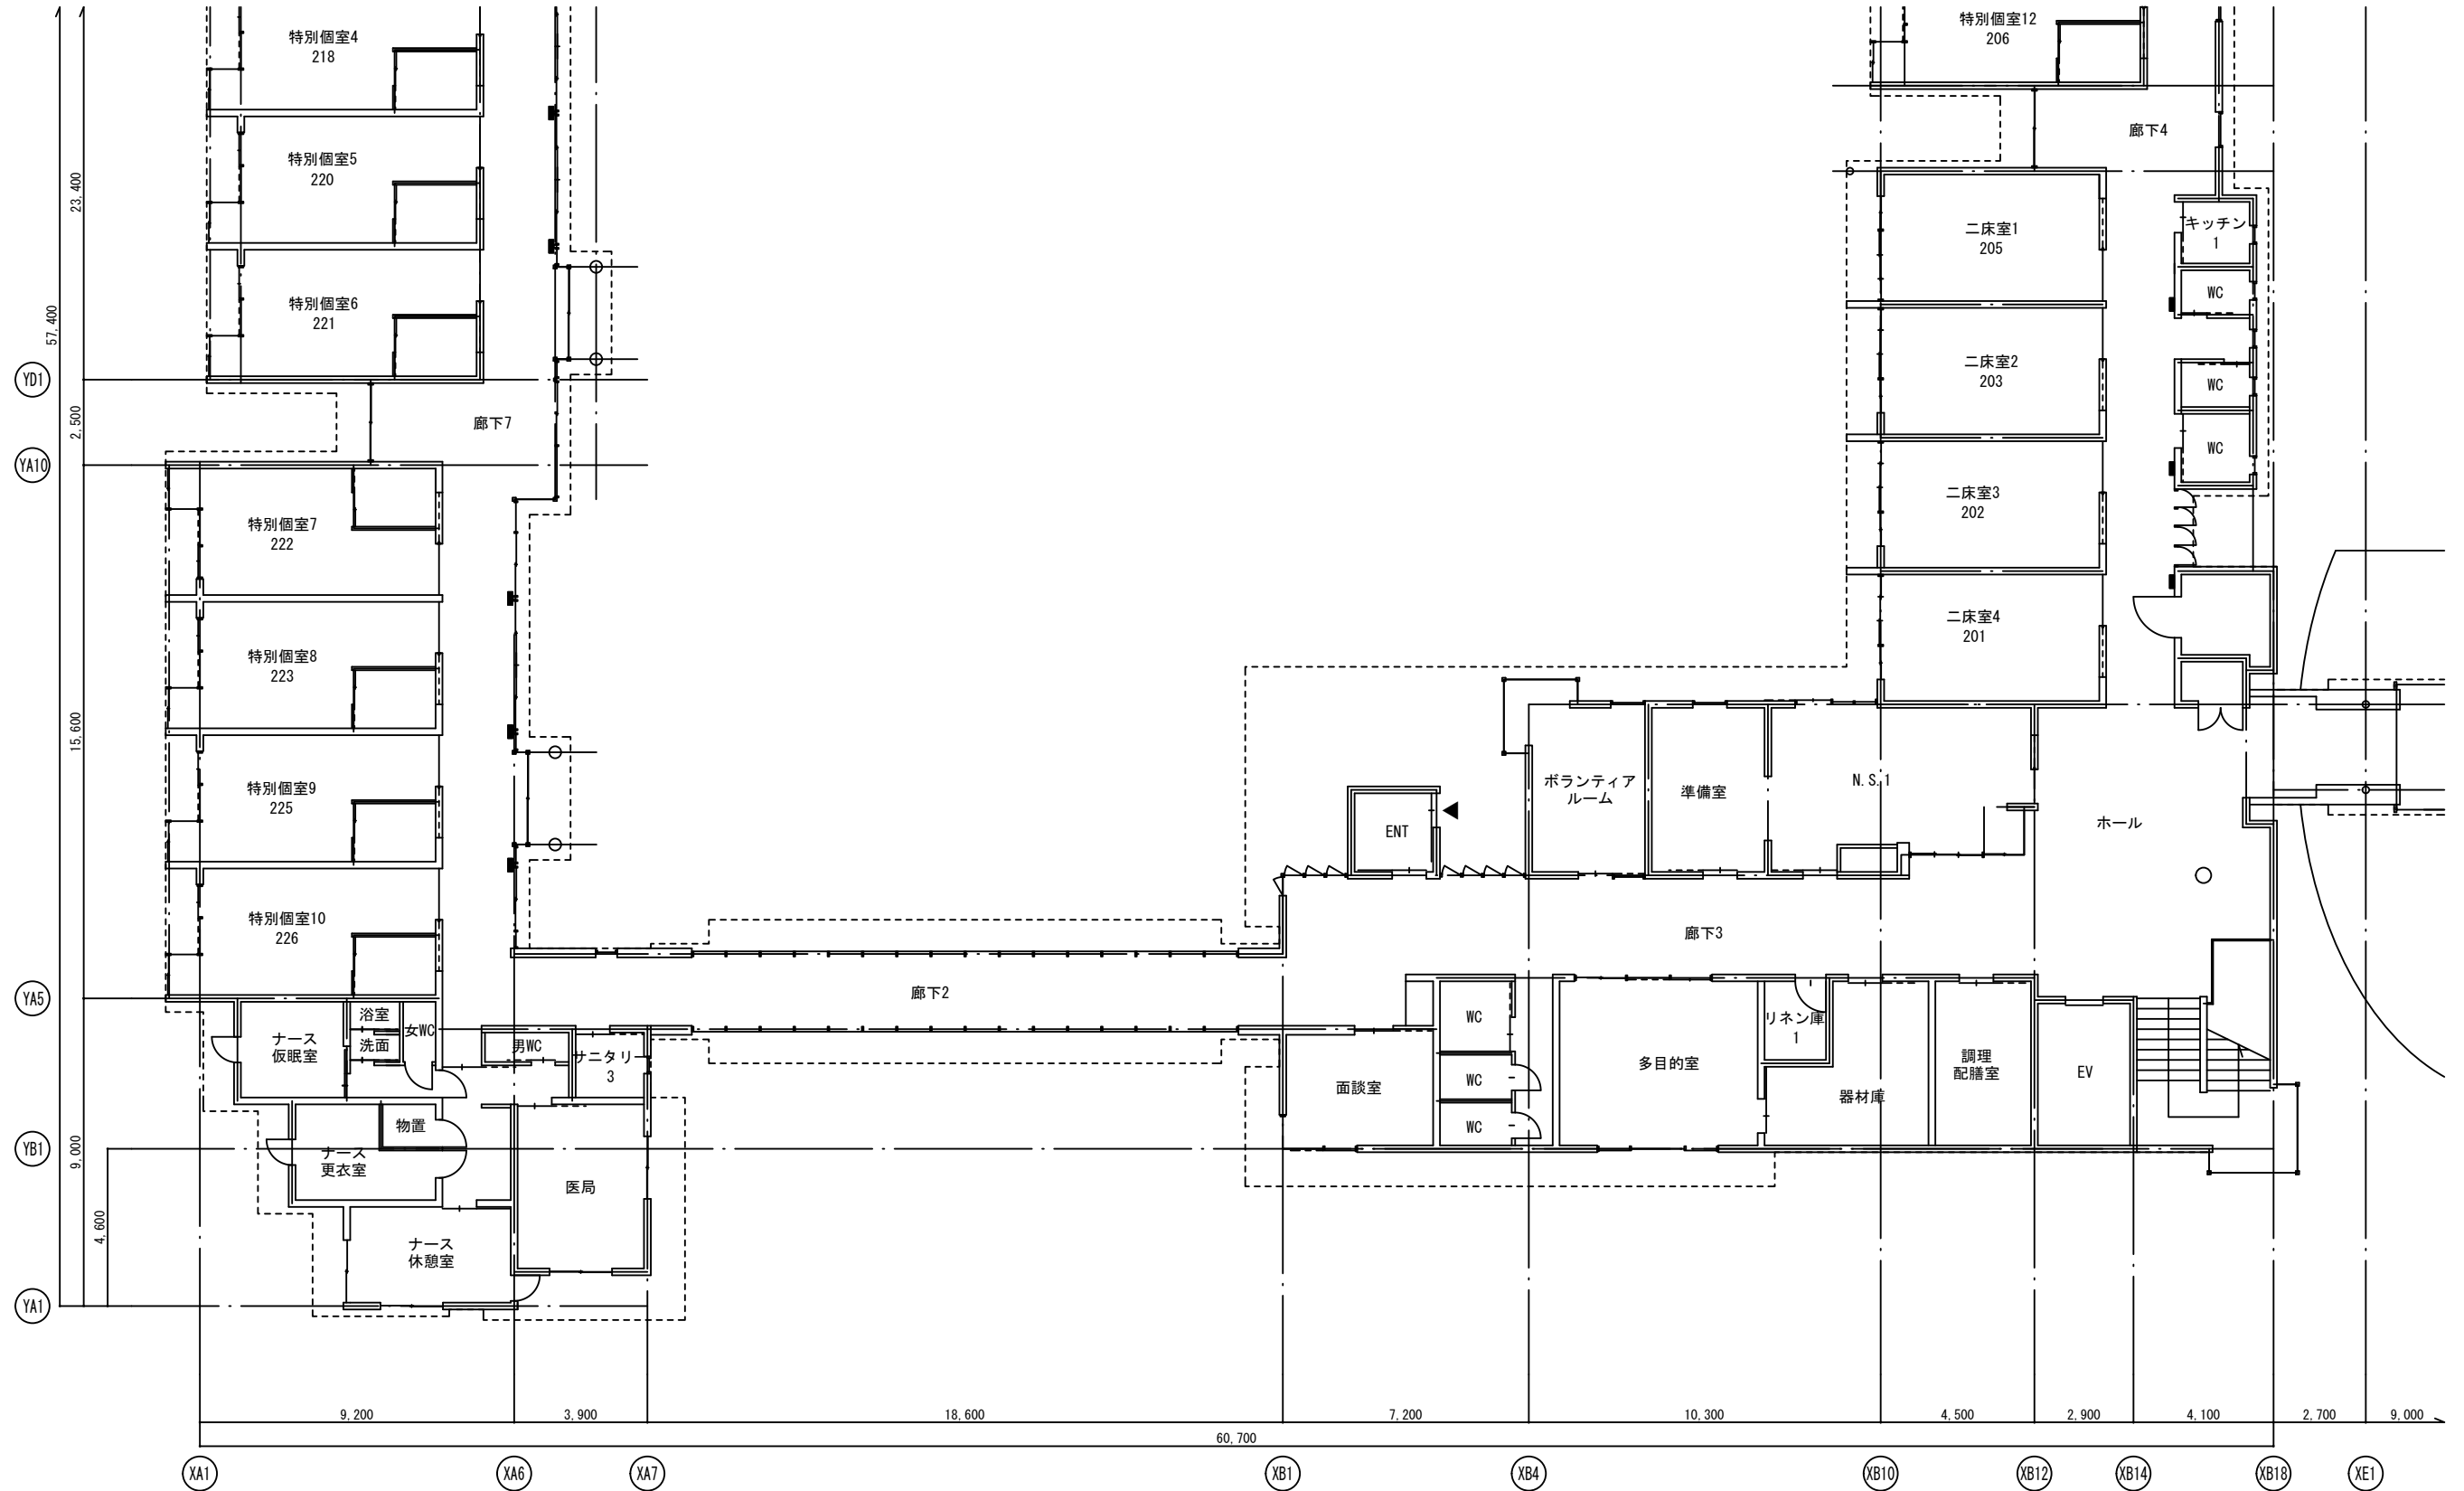 特別個室4
218
特別個室12
206
特別個室5
220
廊下4
23,400
キッチン
1
二床室1
205
特別個室6
221
WC
57,400
二床室2
203
YD1
WC
2,500
廊下7
WC
YA10
特別個室7
222
二床室3
202
二床室4
201
特別個室8
223
15,600
特別個室9
225
ボランティア
ルーム
準備室
N.S.1
ENT
ホール
特別個室10
226
廊下3
YA5
廊下2
浴室
洗面
女WC
ナース
仮眠室
男WC
サニタリー
3
WC
リネン庫
1
多目的室
調理
配膳室
EV
面談室
WC
器材庫
物置
WC
YB1
9,000
ナース
更衣室
医局
4,600
ナース
休憩室
YA1
9,200
3,900
18,600
7,200
10,300
4,500
2,900
4,100
2,700
9,000
60,700
XA1
XA6
XA7
XB1
XB4
XB10
XB12
XB14
XB18
XE1